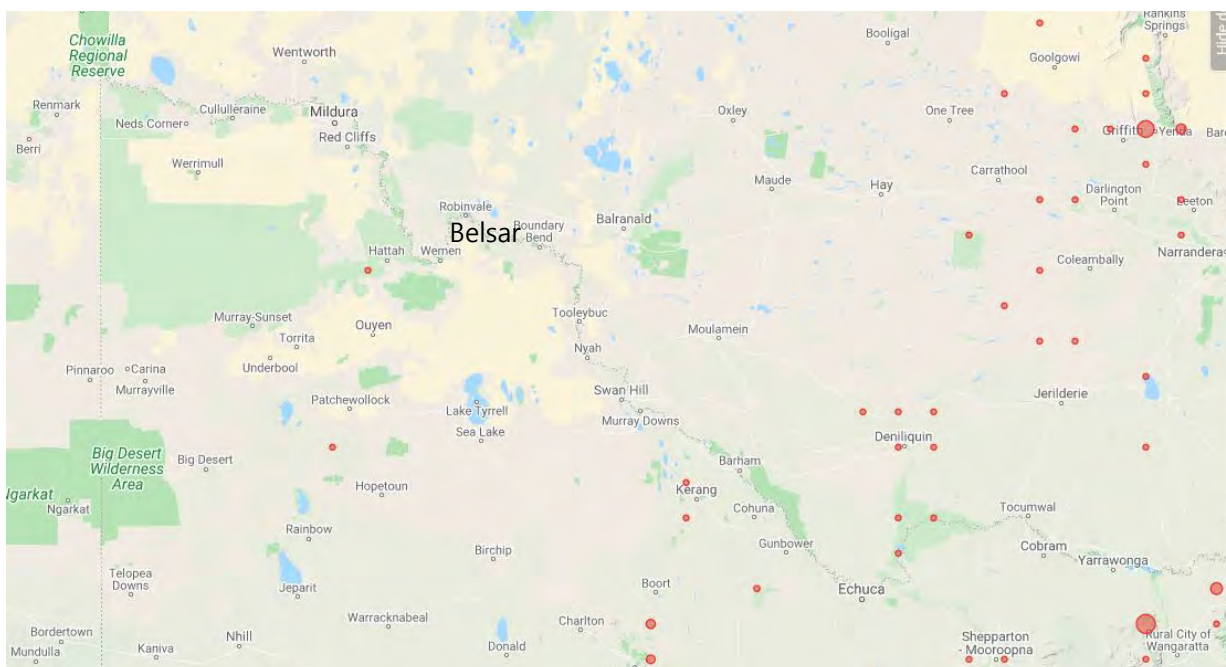 Chowilla
Regional
Reserve
Wentworth
Booligal
Rankins
Springs
Goolgowi
Renmark
Cullulleraine
Neds Corner
Mildura
Oxley
One Tree
Red Cliffs
Griffith
Yenda
Berri
Werrimull
Carrathool
Maude
Hay
Darlington
Point
Leeton
Robinvale
Boundary
Bend
Balranald
Belsar
Hattah
Wemen
Coleambally
Narrandera
Murray-Sunset
Ouyen
Tooleybuc
Torrita
Moulamein
Underbool
Nyah
Pinnaroo
Carina
Murrayville
Swan Hill
Jerilderie
Patchewollock
Lake Tyrrell
Murray Downs
Sea Lake
Deniliquin
Big Desert
Wilderness
Area
Big Desert
Barham
Ngarkat
Ngarkat
Hopetoun
Kerang
Cohuna
Tocumwal
Rainbow
Gunbower
Birchip
Cobram
Yarrawonga
Telopea
Downs
Jeparit
Boort
Echuca
Warracknabeal
Charlton
Bordertown
Mundulla
Kaniva
Nhill
Donald
Shepparton
- Mooroopna
Rural City of
Wangaratta